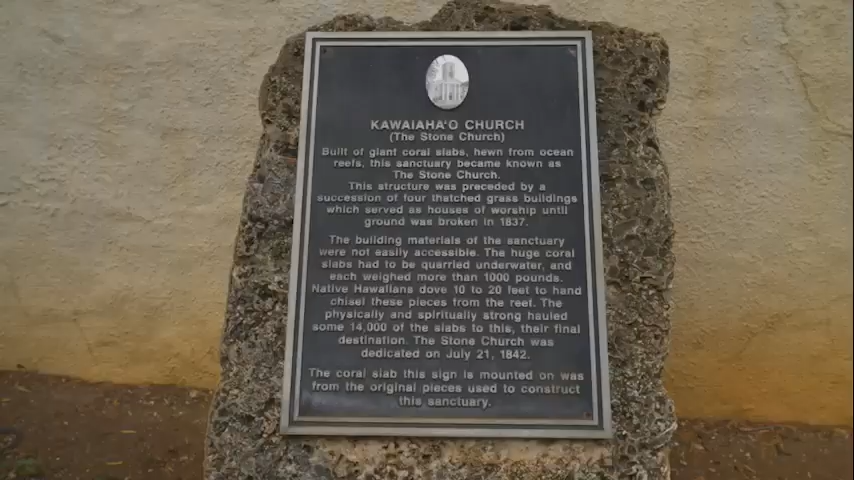 KAWAIAHA'O CHURCH
(The Stone Church)
Built of giant coral slabs, hewn from ocean
reefs, this sanctuary became known as
The Stone Church.
This structure was preceded by a
succession of four thatched grass buildings
which served as houses of worship until
ground was broken in 1837.
The building materials of the sanctuary
were not easily accessible. The huge coral
slabs had to be quarried underwater, and
each weighed more than 1000 pounds.
Native Hawaiians dove 10 to 20 feet to hand
chisel these pieces from the reef. The
physically and spiritually strong hauled
some 14,000 of the slabs to this, their final
destination. The Stone Church was
dedicated on July 21, 1842.
The coral slab this sign is mounted on was
from the original pieces used to construct
this sanctuary.